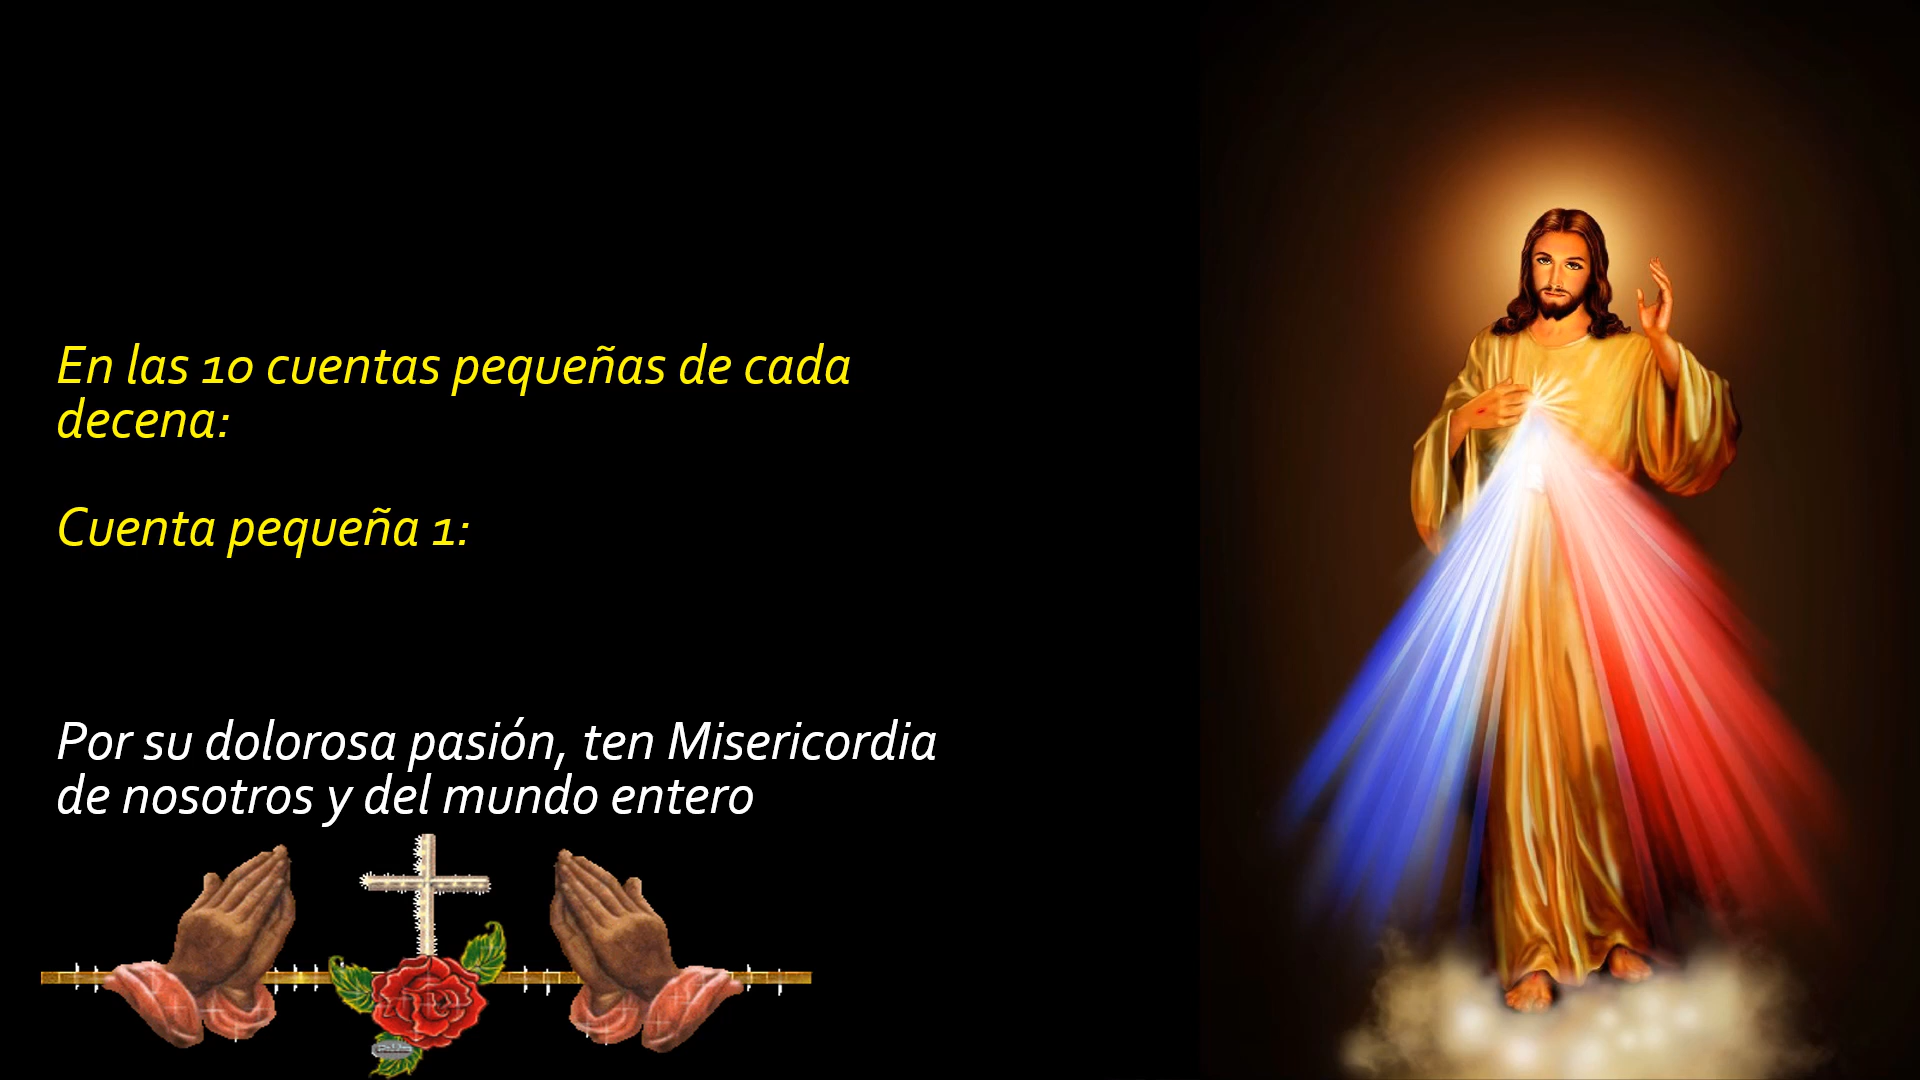 En las 10 cuentas pequeñas de cada
decena:
Cuenta pequeña 1:
Por su dolorosa pasión, ten Misericordia
de nosotros y del mundo entero